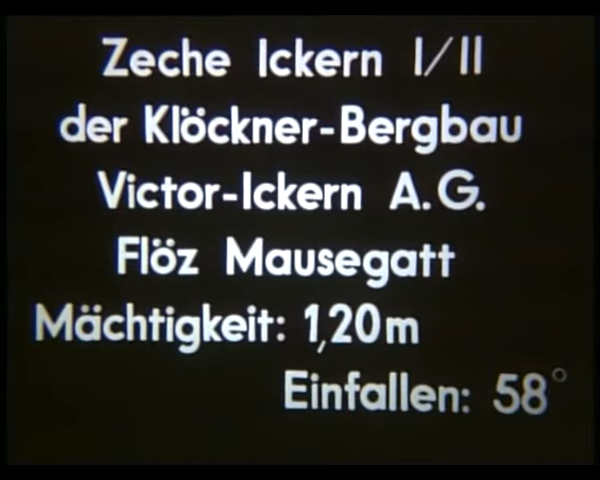 Zeche Ickern I/II
der Klöckner-Bergbau
Victor-Ickern A.G.
Flöz Mausegatt
Mächtigkeit: 1,20m
Einfallen: 58°